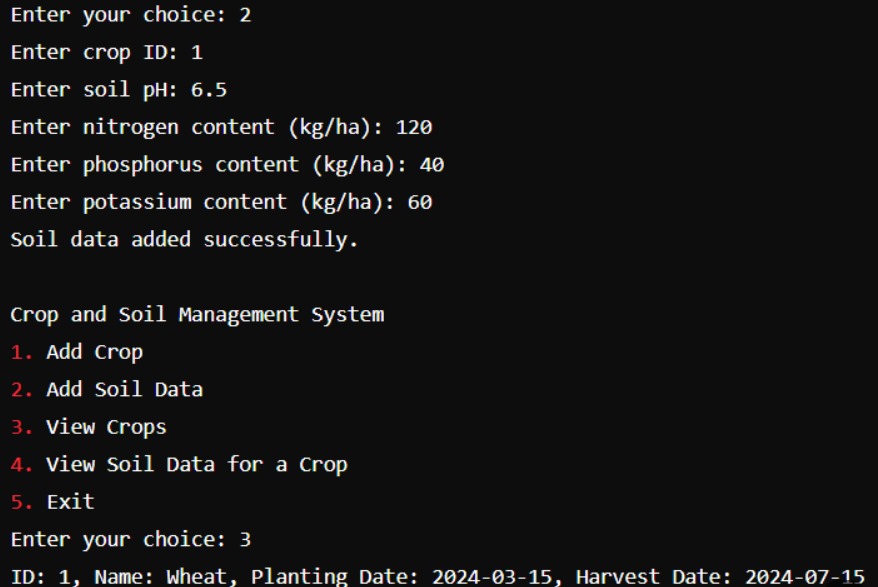 Enter your choice: 2
Enter crop ID: 1
Enter soil pH: 6.5
Enter nitrogen content (kg/ha): 120
Enter phosphorus content (kg/ha): 40
Enter potassium content (kg/ha): 60
Soil data added successfully.
Crop and Soil Management System
1. Add Crop
2. Add Soil Data
3. View Crops
4. View Soil Data for a Crop
5. Exit
Enter your choice: 3
ID: 1, Name: Wheat, Planting Date: 2024-03-15, Harvest Date: 2024-07-15